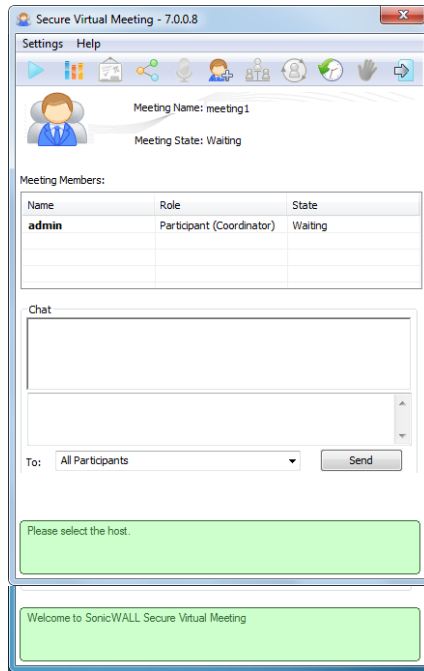 Secure Virtual Meeting - 7.0.0.8
Settings Help
Meeting Name: meeting1
Meeting State: Waiting
Meeting Members:
Name Role State
admin Participant (Coordinator) Waiting
Chat
To: All Participants Send
Please select the host.
Welcome to SonicWALL Secure Virtual Meeting